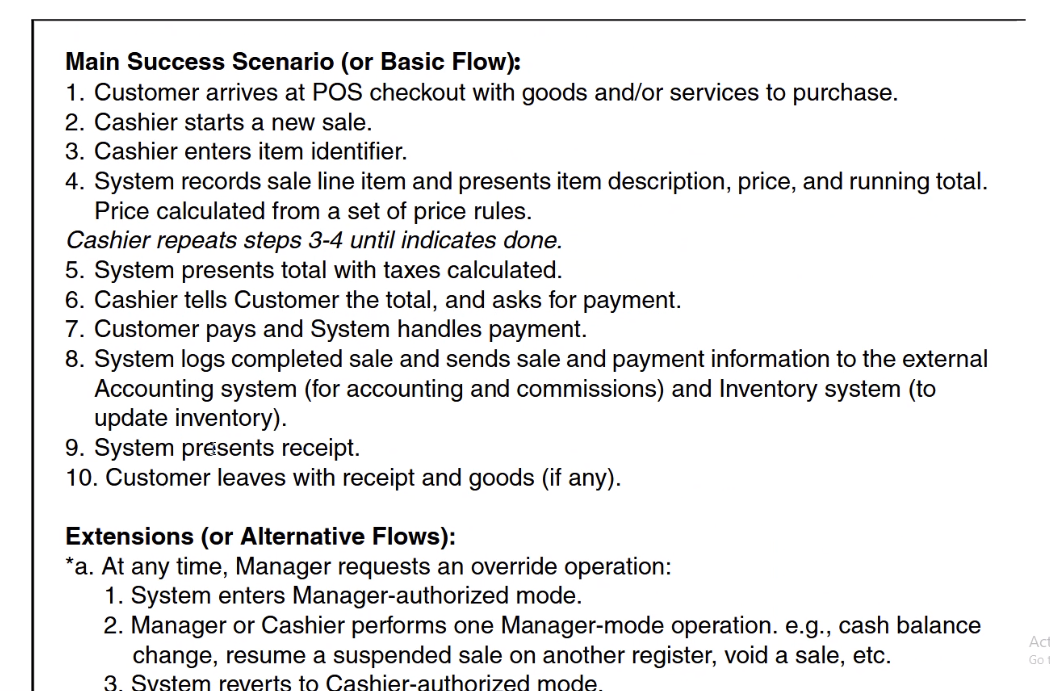 Main Success Scenario (or Basic Flow):
1. Customer arrives at POS checkout with goods and/or services to purchase.
2. Cashier starts a new sale.
3. Cashier enters item identifier.
4. System records sale line item and presents item description, price, and running total.
Price calculated from a set of price rules.
Cashier repeats steps 3-4 until indicates done.
5. System presents total with taxes calculated.
6. Cashier tells Customer the total, and asks for payment.
7. Customer pays and System handles payment.
8. System logs completed sale and sends sale and payment information to the external
Accounting system (for accounting and commissions) and Inventory system (to
update inventory).
9. System presents receipt.
10. Customer leaves with receipt and goods (if any).
Extensions (or Alternative Flows):
*a. At any time, Manager requests an override operation:
1. System enters Manager-authorized mode.
2. Manager or Cashier performs one Manager-mode operation. e.g., cash balance
change, resume a suspended sale on another register, void a sale, etc.
3. System reverts to Cashier-authorized mode.
Act
Go t